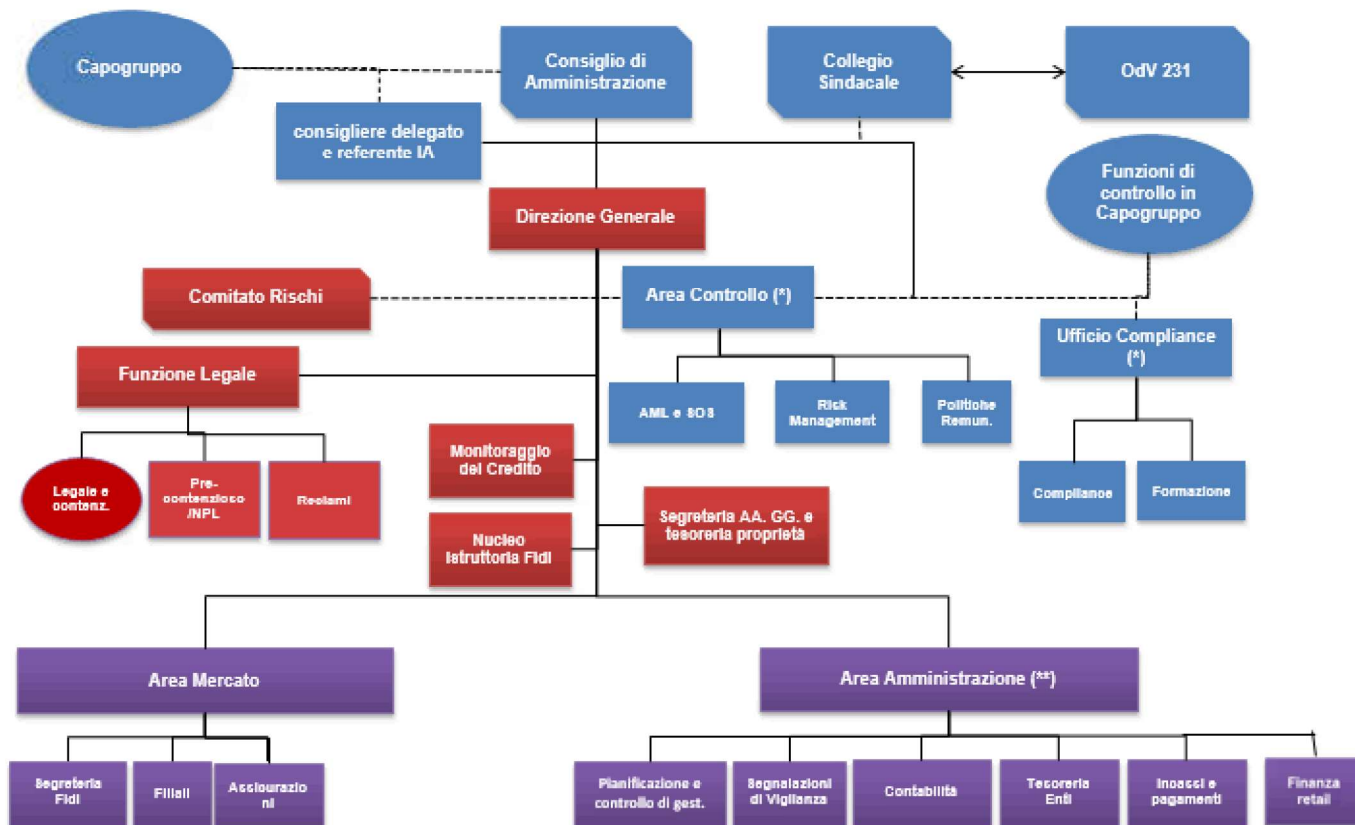 Capogruppo
Consiglio di
Amministrazione
Collegio
Sindacale
OdV 231
consigliere delegato
e referente IA
Funzioni di
controllo in
Capogruppo
Direzione Generale
Comitato Rischi
Area Controllo (*)
Ufficio Compliance
(*)
Funzione Legale
AML e SOS
Risk
Management
Politiche
Remun.
Monitoraggio
del Credito
Legale e
contenz.
Pre-
contenzioso
/NPL
Reclami
Compliance
Formazione
Segreteria AA. GG. e
tesoreria proprietà
Nucleo
Istruttoria Fidi
Area Mercato
Area Amministrazione (**)
Segreteria
Fidi
Filiali
Assicurazio
ni
Pianificazione e
controllo di gest.
Segnalazioni
di Vigilanza
Contabilità
Tesoreria
Enti
Incassi e
pagamenti
Finanza
retail